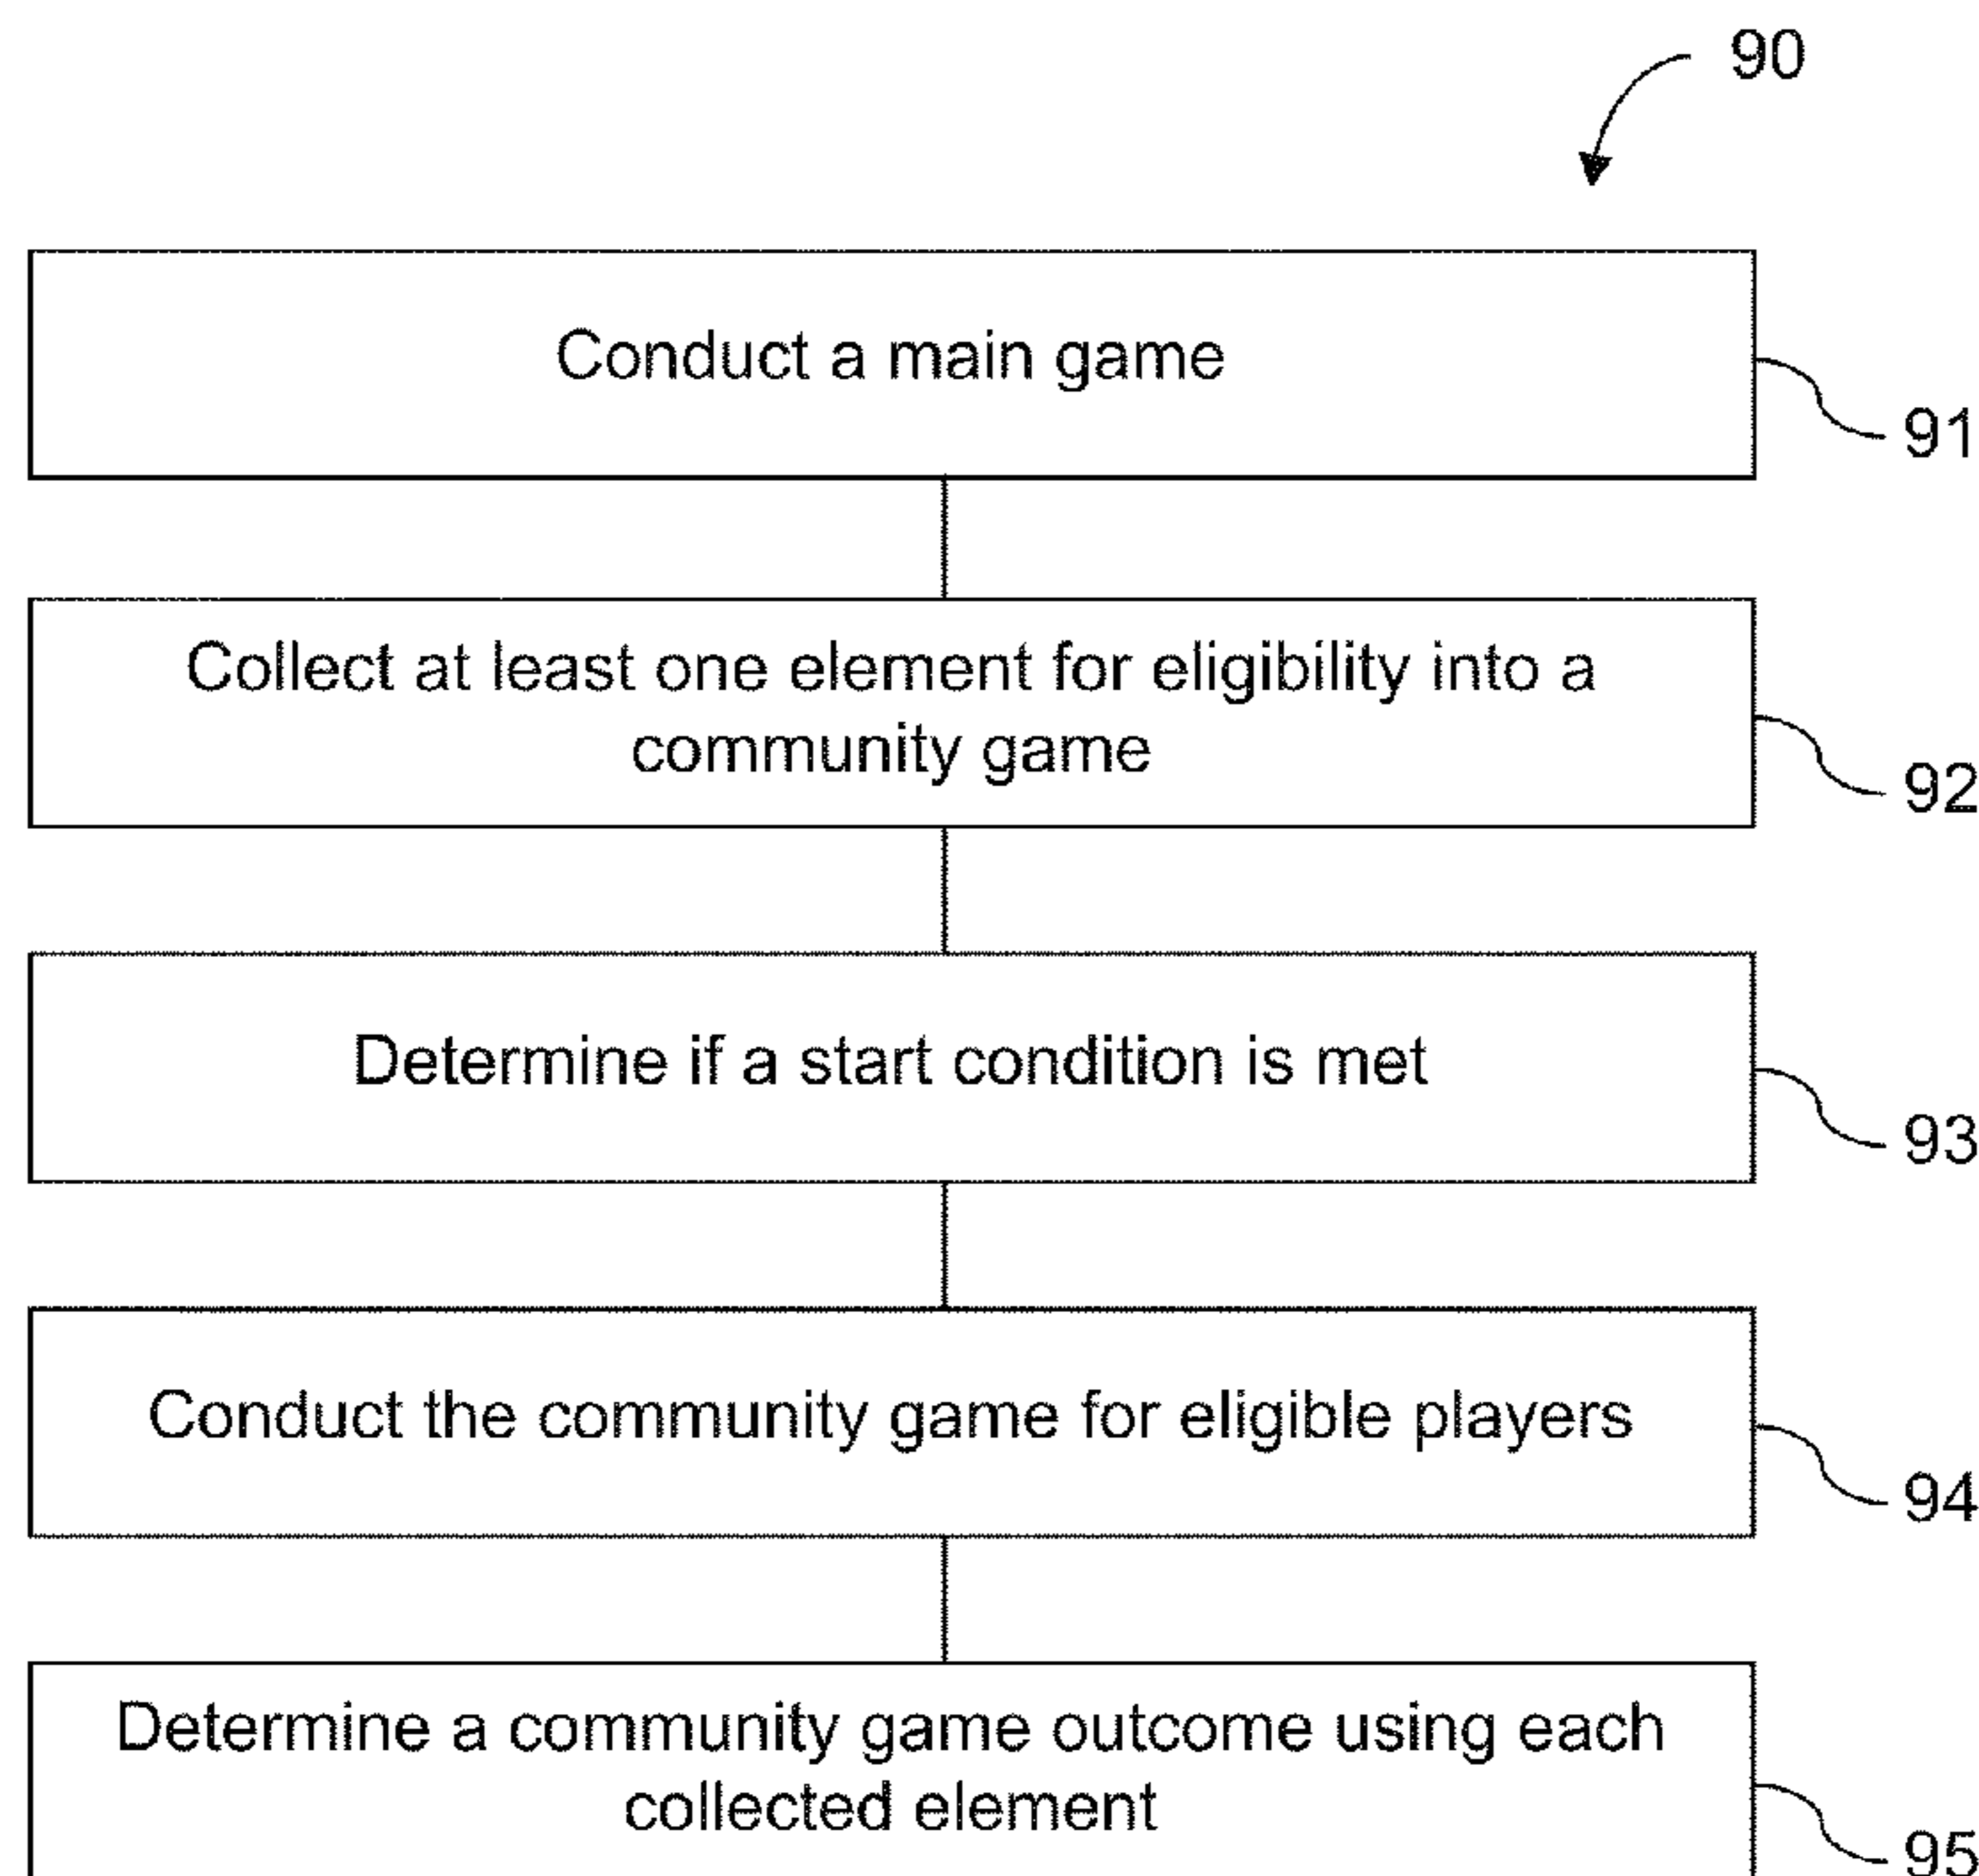 90
Conduct a main game
91
Collect at least one element for eligibility into a
community game
92
Determine if a start condition is met
93
Conduct the community game for eligible players
94
Determine a community game outcome using each
collected element
95